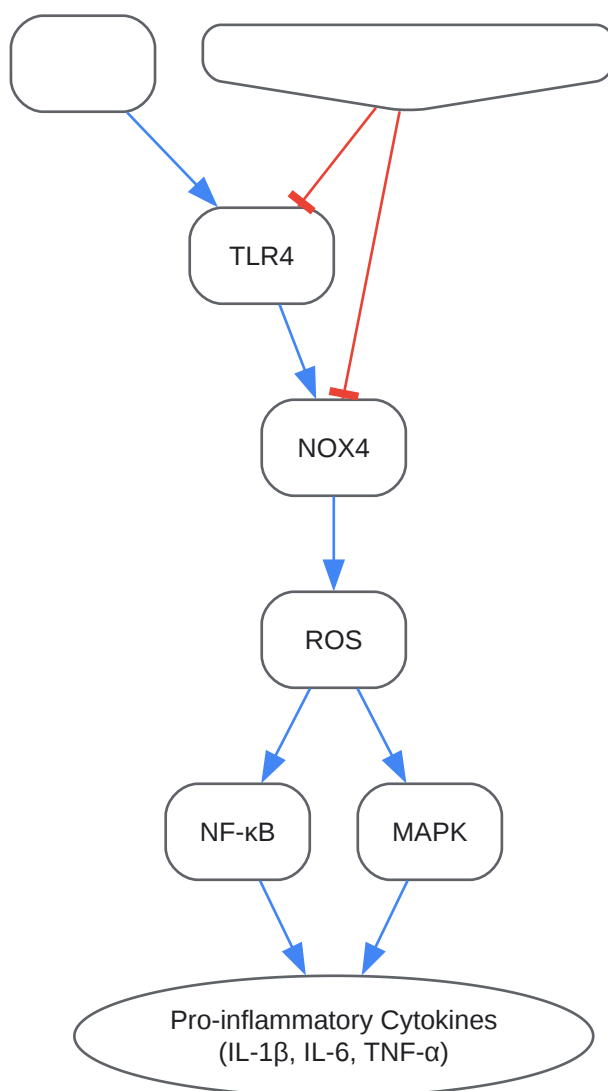 TLR4
NOX4
ROS
NF-κB
MAPK
Pro-inflammatory Cytokines
(IL-1β, IL-6, TNF-α)